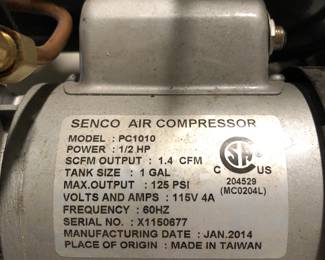 SENCO AIR COMPRESSOR
MODEL : PC1010
POWER : 1/2 HP
SCFM OUTPUT : 1.4 CFM
TANK SIZE : 1 GAL
MAX.OUTPUT : 125 PSI
VOLTS AND AMPS : 115V 4A
FREQUENCY : 60HZ
SERIAL NO. : X1150677
MANUFACTURING DATE : JAN.2014
PLACE OF ORIGIN : MADE IN TAIWAN
C US
204529
(MC0204L)